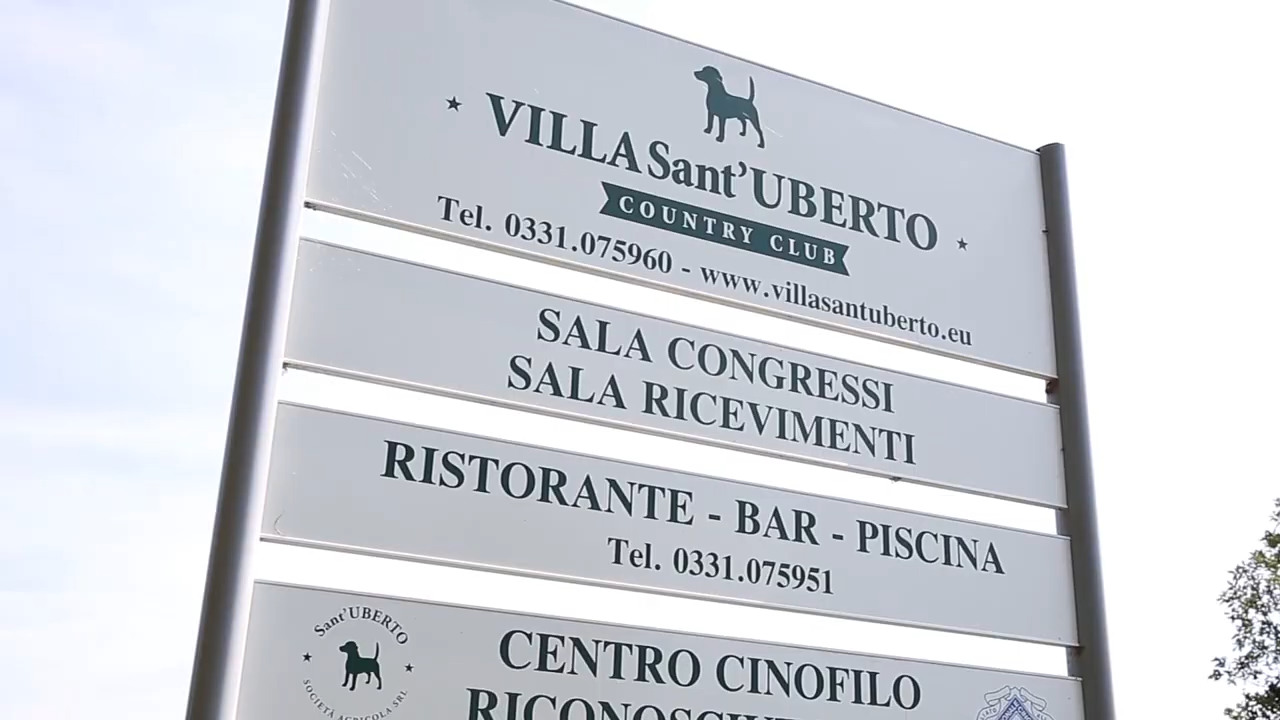 VILLA Sant'UBERTO
COUNTRY CLUB
Tel. 0331.075960 - www.villasantuberto.eu
SALA CONGRESSI
SALA RICEVIMENTI
RISTORANTE - BAR - PISCINA
Tel. 0331.075951
Sant'UBERTO
SOCIETÀ AGRICOLA SRL
CENTRO CINOFILO